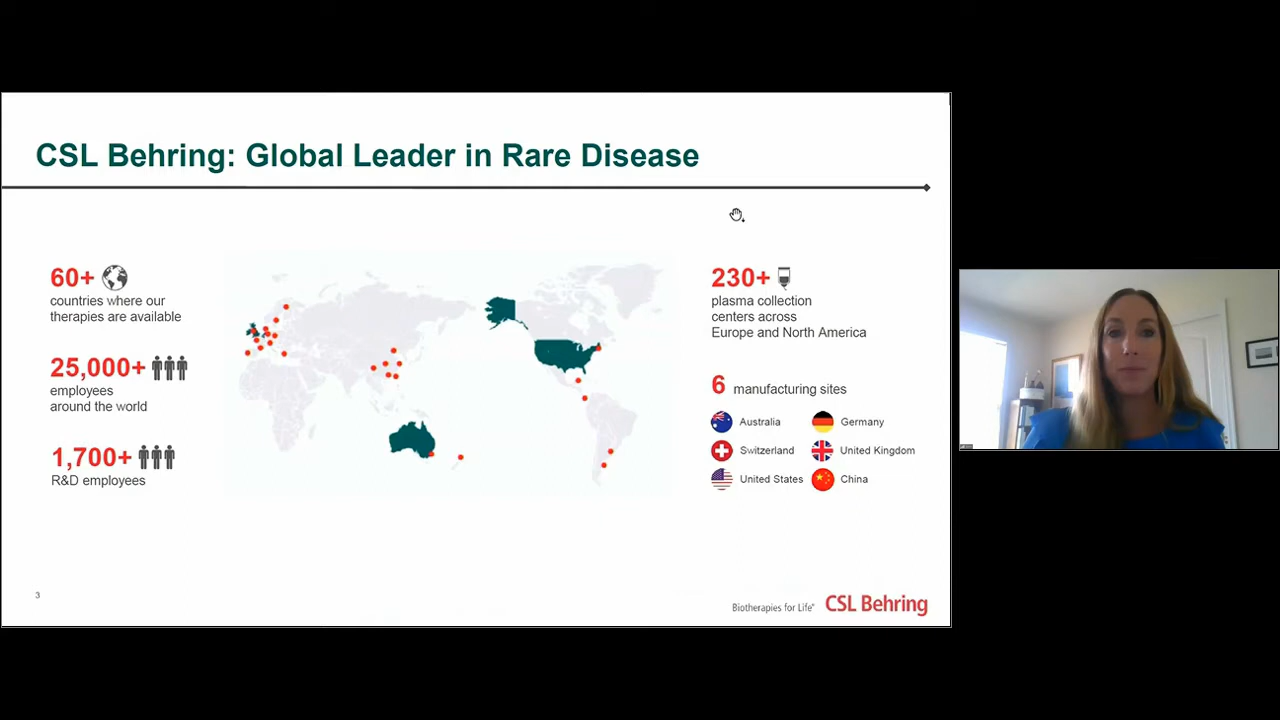 CSL Behring: Global Leader in Rare Disease
60+
countries where our
therapies are available
25,000+
employees
around the world
1,700+
R&D employees
230+
plasma collection
centers across
Europe and North America
6 manufacturing sites
Australia
Germany
Switzerland
United Kingdom
United States
China
3
Biotherapies for Life®
CSL Behring